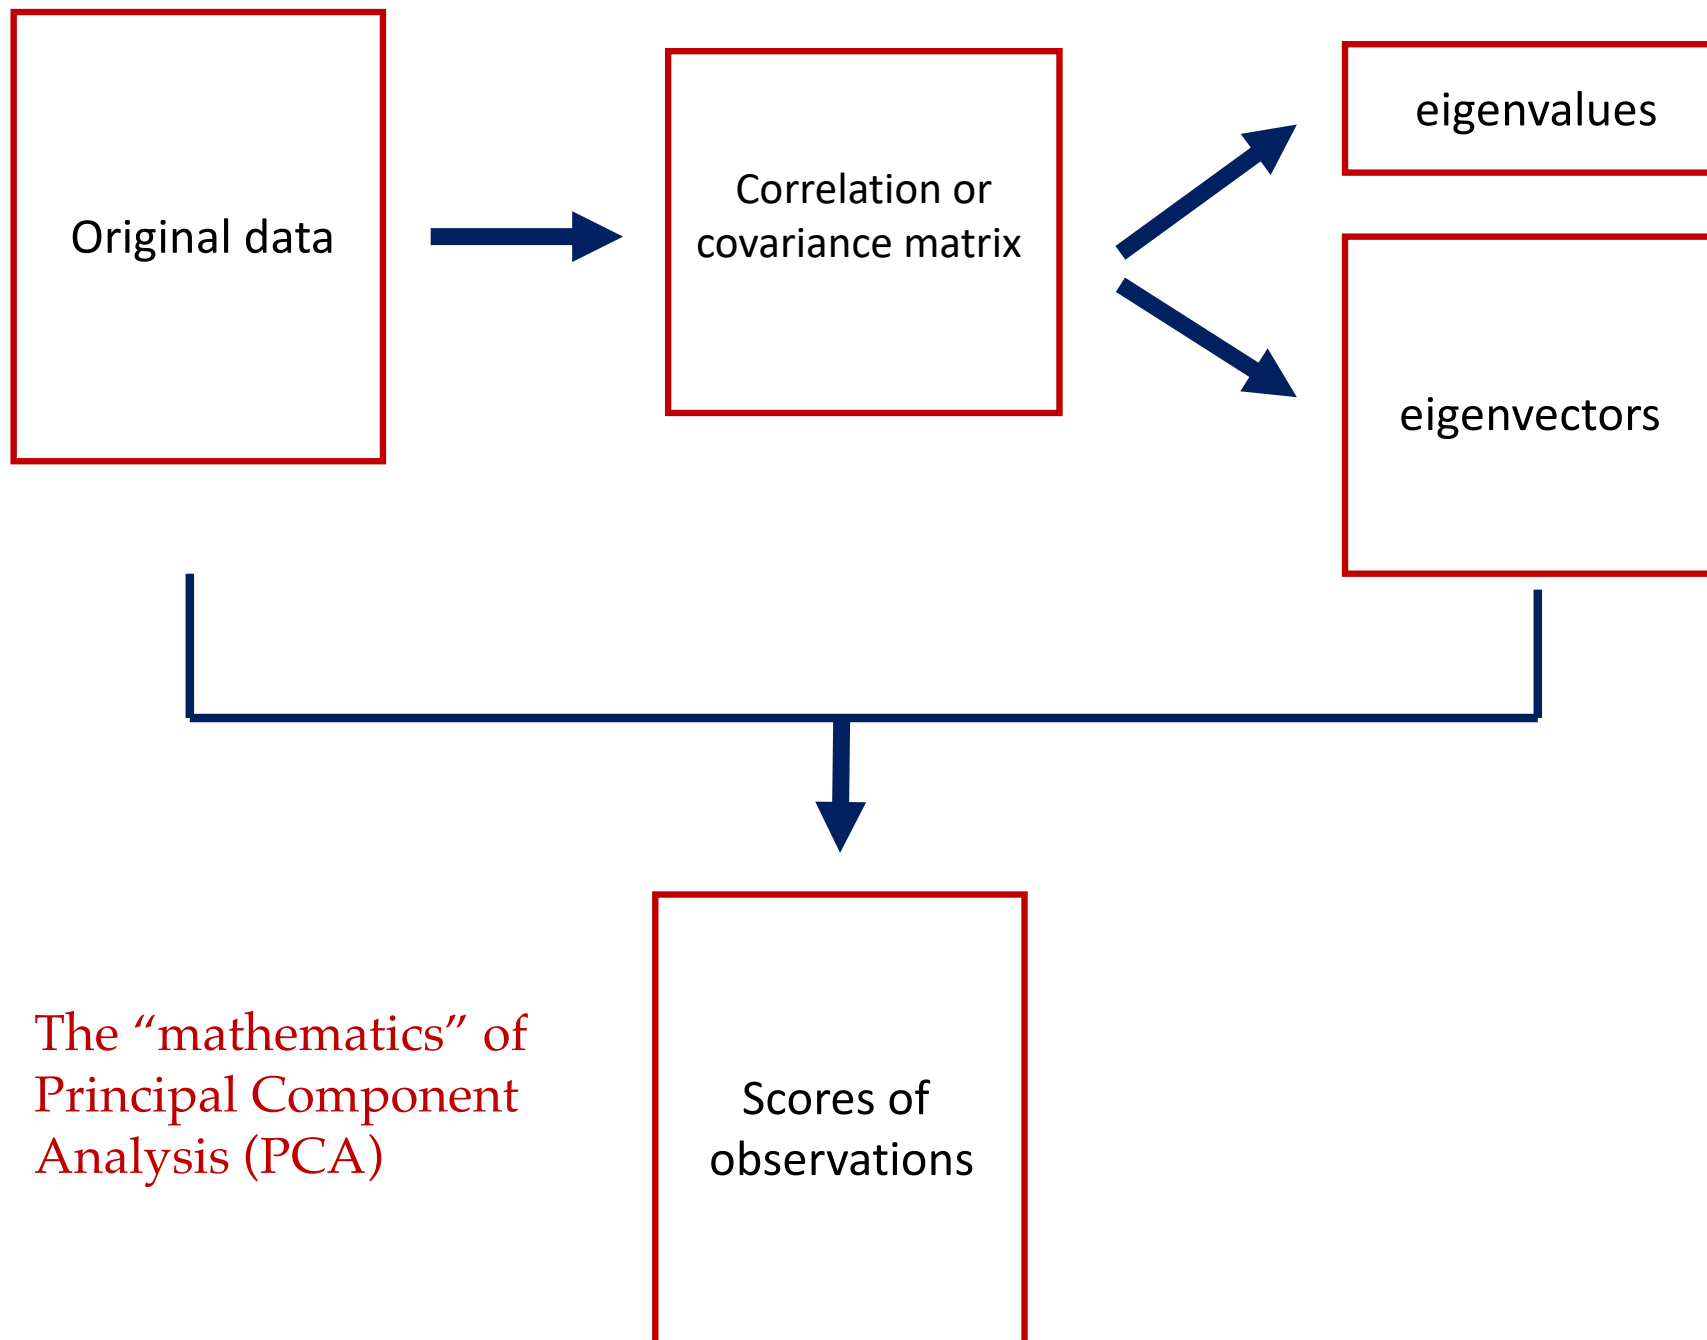 Original data
Correlation or
covariance matrix
eigenvalues
eigenvectors
The “mathematics” of
Principal Component
Analysis (PCA)
Scores of
observations